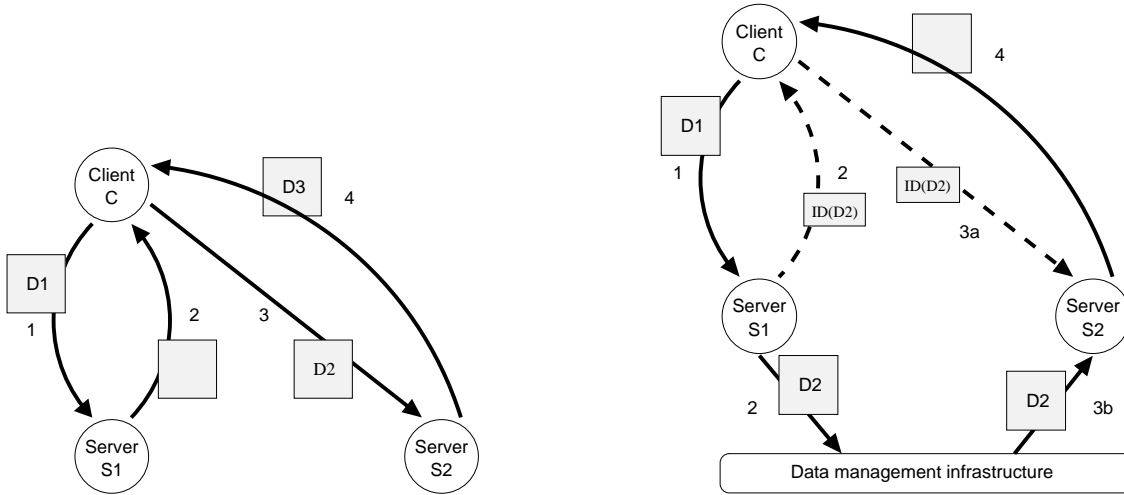 Client
C
D1
1
2
3
D2
D3
4
Server
S1
Server
S2
Client
C
D1
1
2
ID(D2)
ID(D2)
3a
4
Server
S1
Server
S2
2
D2
D2
3b
Data management infrastructure